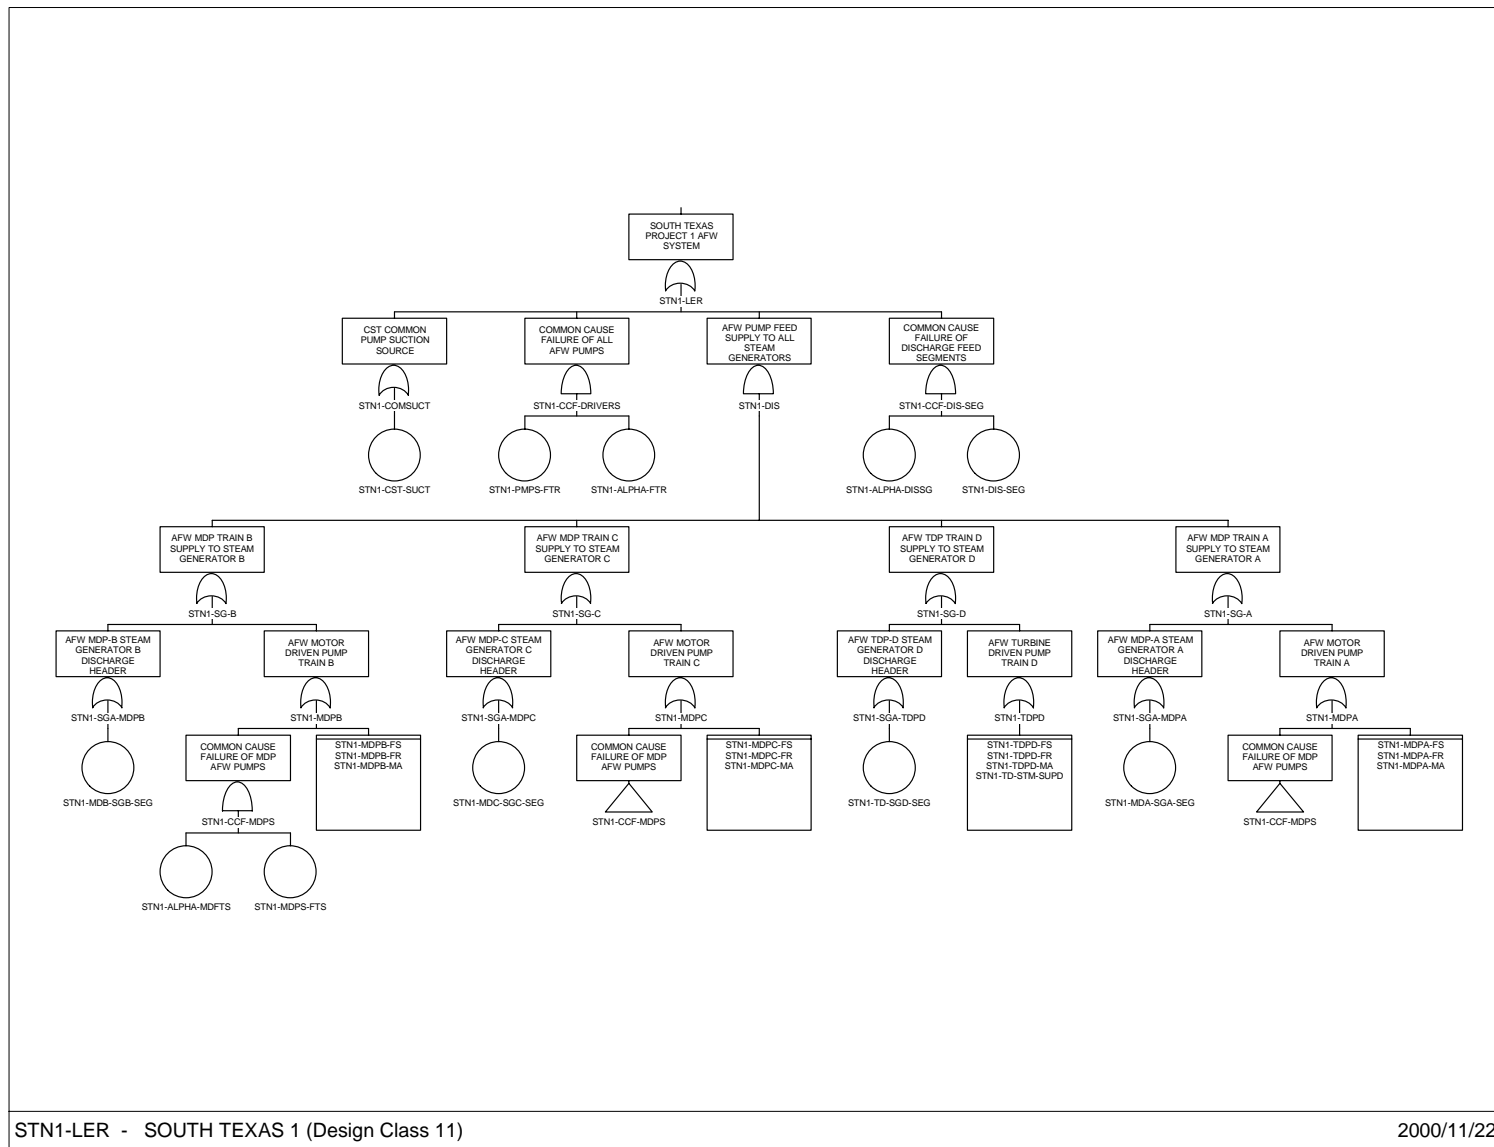 SOUTH TEXAS
PROJECT 1 AFW
SYSTEM
STN1-LER
CST COMMON
PUMP SUCTION
SOURCE
STN1-COMSUCT
STN1-CST-SUCT
COMMON CAUSE
FAILURE OF ALL
AFW PUMPS
STN1-CCF-DRIVERS
STN1-PMPS-FTR
STN1-ALPHA-FTR
AFW PUMP FEED
SUPPLY TO ALL
STEAM
GENERATORS
STN1-DIS
COMMON CAUSE
FAILURE OF
DISCHARGE FEED
SEGMENTS
STN1-CCF-DIS-SEG
STN1-ALPHA-DISSG
STN1-DIS-SEG
AFW MDP TRAIN B
SUPPLY TO STEAM
GENERATOR B
STN1-SG-B
AFW MDP-B STEAM
GENERATOR B
DISCHARGE
HEADER
STN1-SGA-MDPB
STN1-MDB-SGB-SEG
AFW MOTOR
DRIVEN PUMP
TRAIN B
STN1-MDPB
COMMON CAUSE
FAILURE OF MDP
AFW PUMPS
STN1-CCF-MDPS
STN1-ALPHA-MDFTS
STN1-MDPS-FTS
STN1-MDPB-FS
STN1-MDPB-FR
STN1-MDPB-MA
AFW MDP TRAIN C
SUPPLY TO STEAM
GENERATOR C
STN1-SG-C
AFW MDP-C STEAM
GENERATOR C
DISCHARGE
HEADER
STN1-SGA-MDPC
STN1-MDC-SGC-SEG
AFW MOTOR
DRIVEN PUMP
TRAIN C
STN1-MDPC
COMMON CAUSE
FAILURE OF MDP
AFW PUMPS
STN1-CCF-MDPS
STN1-MDPC-FS
STN1-MDPC-FR
STN1-MDPC-MA
AFW TDP TRAIN D
SUPPLY TO STEAM
GENERATOR D
STN1-SG-D
AFW TDP-D STEAM
GENERATOR D
DISCHARGE
HEADER
STN1-SGA-TDPD
STN1-TD-SGD-SEG
AFW TURBINE
DRIVEN PUMP
TRAIN D
STN1-TDPD
STN1-TDPD-FS
STN1-TDPD-FR
STN1-TDPD-MA
STN1-TD-STM-SUPD
AFW MDP TRAIN A
SUPPLY TO STEAM
GENERATOR A
STN1-SG-A
AFW MDP-A STEAM
GENERATOR A
DISCHARGE
HEADER
STN1-SGA-MDPA
STN1-MDA-SGA-SEG
AFW MOTOR
DRIVEN PUMP
TRAIN A
STN1-MDPA
COMMON CAUSE
FAILURE OF MDP
AFW PUMPS
STN1-CCF-MDPS
STN1-MDPA-FS
STN1-MDPA-FR
STN1-MDPA-MA
STN1-LER - SOUTH TEXAS 1 (Design Class 11)
2000/11/22